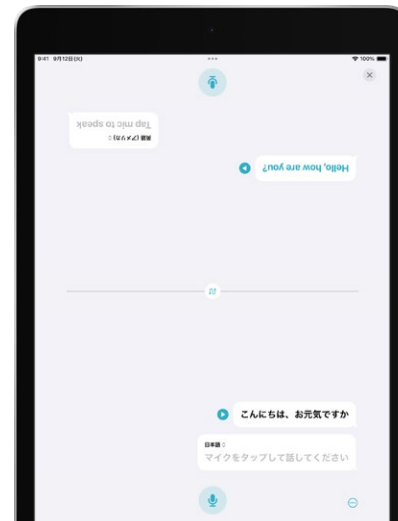 9:41 9月12日(火)
100%
Tap mic to speak
英語 (アメリカ)
Hello, how are you?
こんにちは、お元気ですか
日本語
マイクをタップして話してください